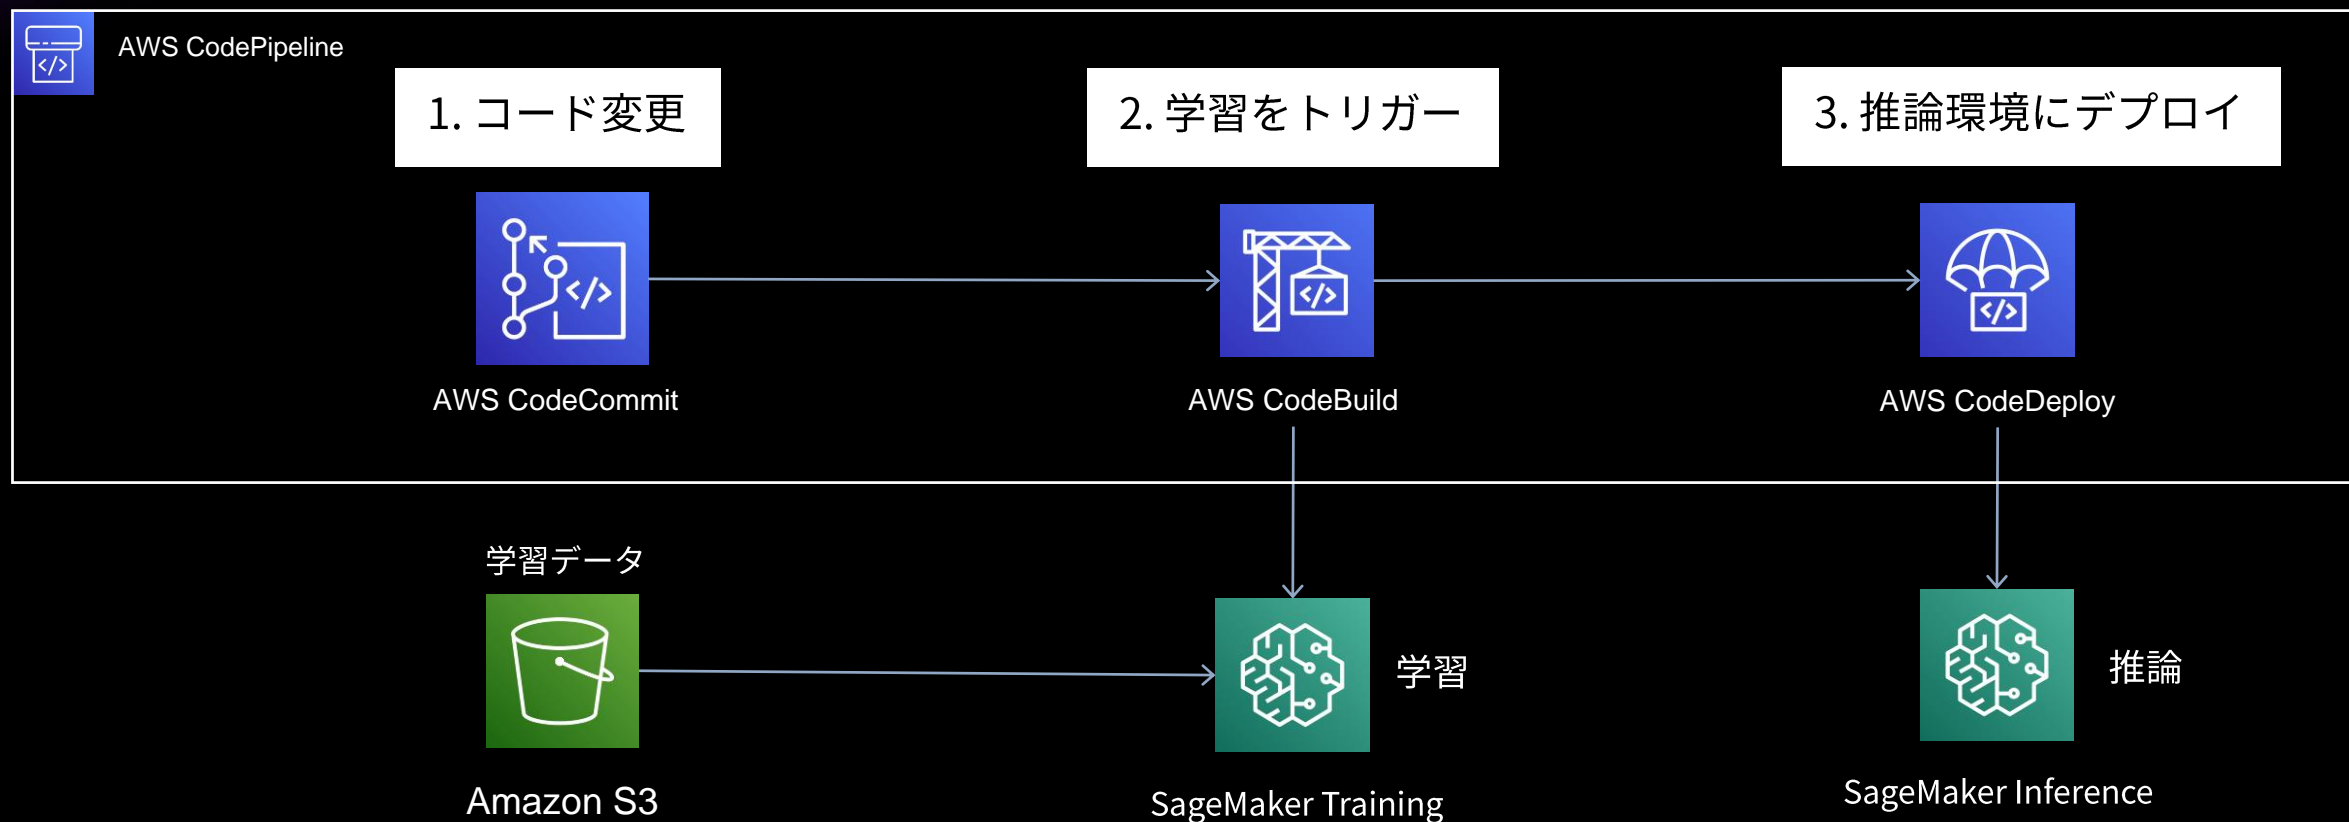 AWS CodePipeline
1. コード変更
2. 学習をトリガー
3. 推論環境にデプロイ
AWS CodeCommit
AWS CodeBuild
AWS CodeDeploy
学習データ
学習
推論
Amazon S3
SageMaker Training
SageMaker Inference